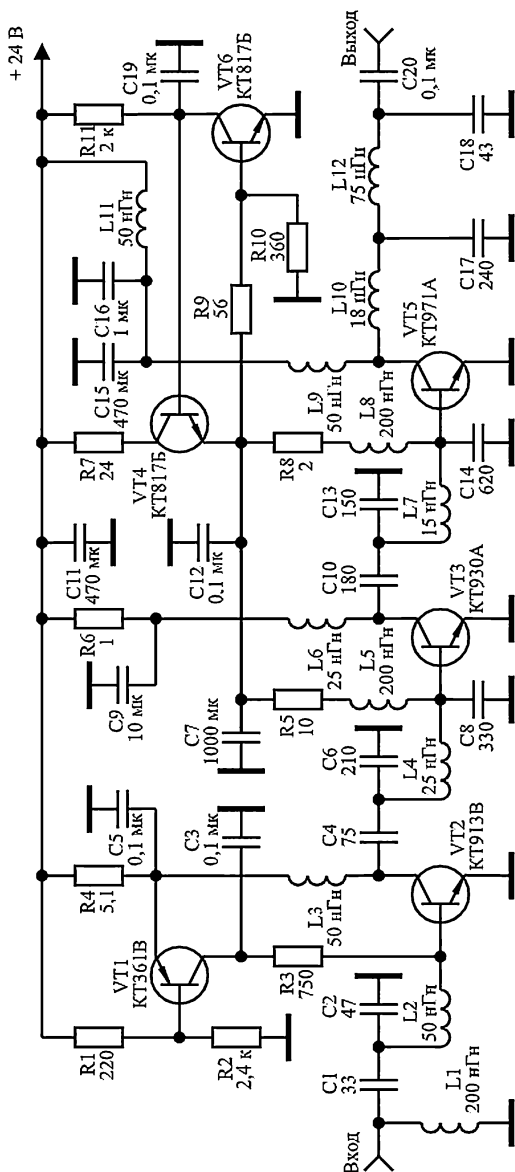 + 24 В
R1
220
R2
2,4 к
VT1
КТ361В
R4
5,1
C5
0,1 мк
C3
0,1 мк
R3
750
L3
50 нГн
Вход
C1
33
L1
200 нГн
C2
47
L2
50 нГн
VT2
КТ913В
C4
75
C6
210
L4
25 нГн
C9
10 мк
R6
1
C11
470 мк
C7
1000 мк
C12
0,1 мк
R5
10
L5
200 нГн
L6
25 нГн
C8
330
VT3
КТ930А
C10
180
C13
150
L7
15 нГн
R7
24
VT4
КТ817Б
R8
2
L8
200 нГн
L9
50 нГн
C14
620
VT5
КТ971А
C15
470 мк
C16
1 мк
L11
50 нГн
R9
56
R10
360
R11
2 к
C19
0,1 мк
VT6
КТ817Б
L10
18 нГн
C17
240
L12
75 нГн
C18
43
C20
0,1 мк
Выход